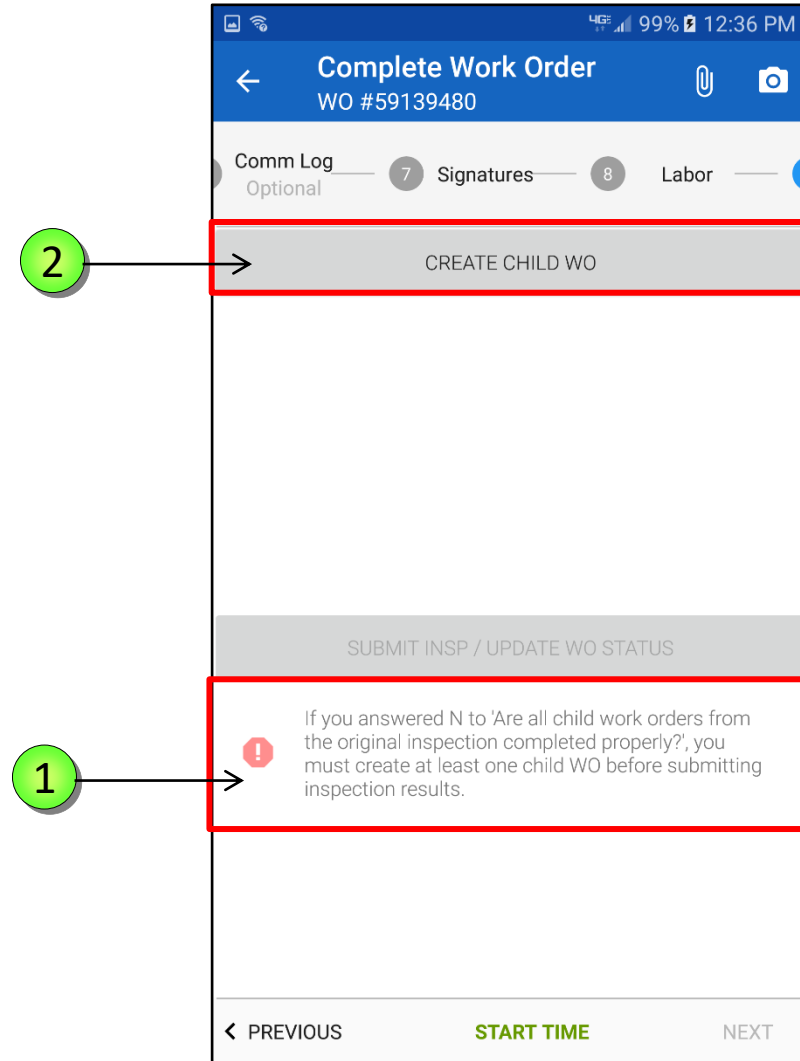 4GE LTE 99% 12:36 PM
Complete Work Order
WO #59139480
Comm Log 7 Signatures 8 Labor
Optional
2
CREATE CHILD WO
SUBMIT INSP / UPDATE WO STATUS
If you answered N to 'Are all child work orders from
the original inspection completed properly?', you
must create at least one child WO before submitting
inspection results.
1
PREVIOUS START TIME NEXT